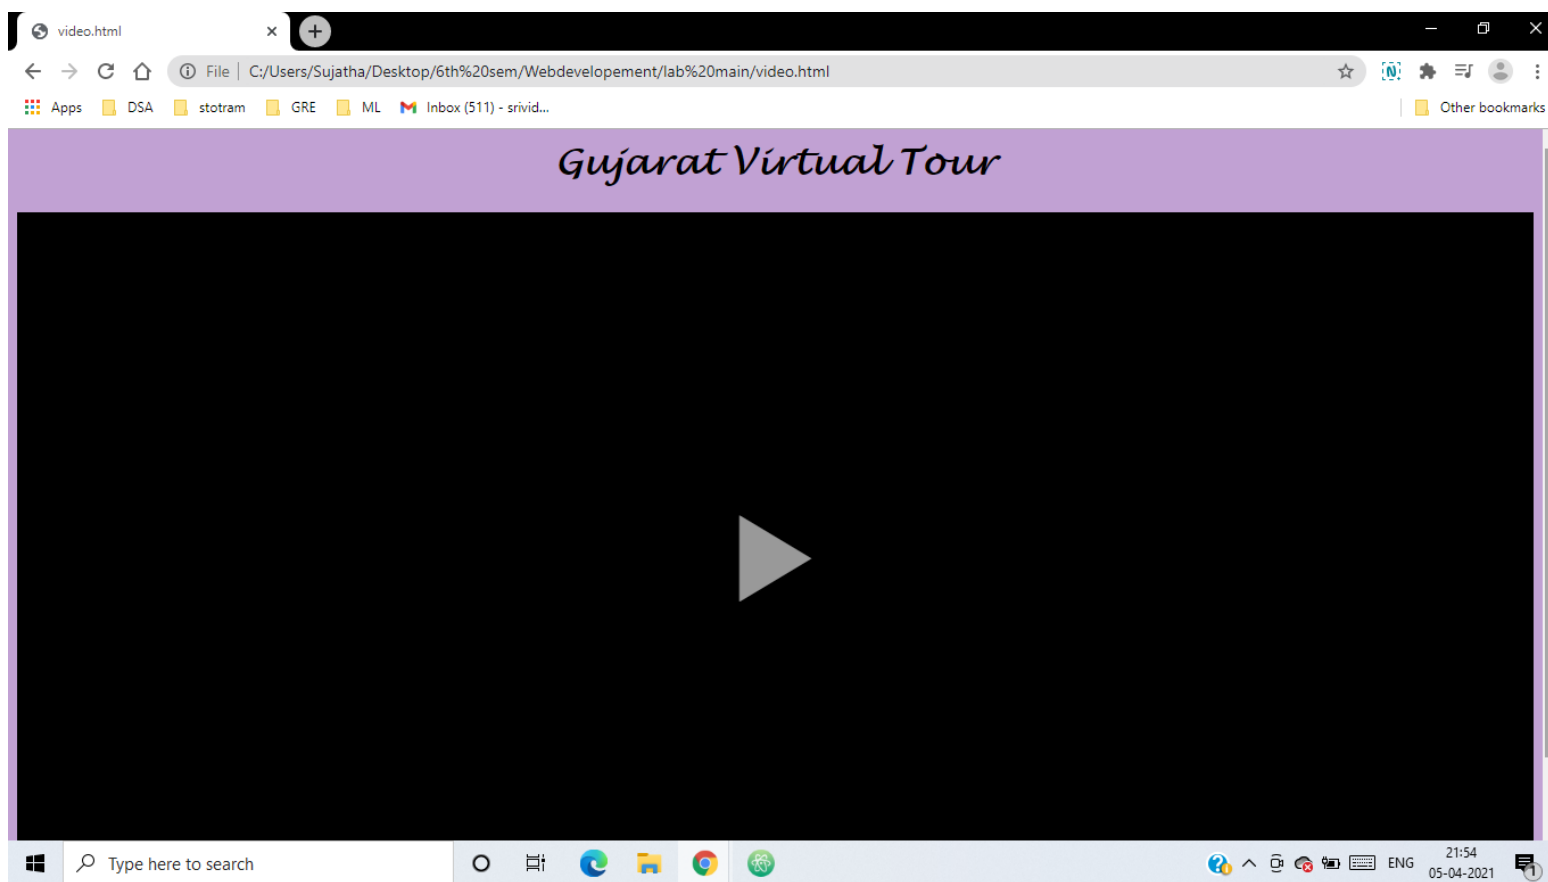 video.html
File | C:/Users/Sujatha/Desktop/6th%20sem/Webdevelopement/lab%20main/video.html
Apps DSA stotram GRE ML Inbox (511) - srivid... Other bookmarks
Gujarat Virtual Tour
Type here to search
ENG
21:54
05-04-2021
1